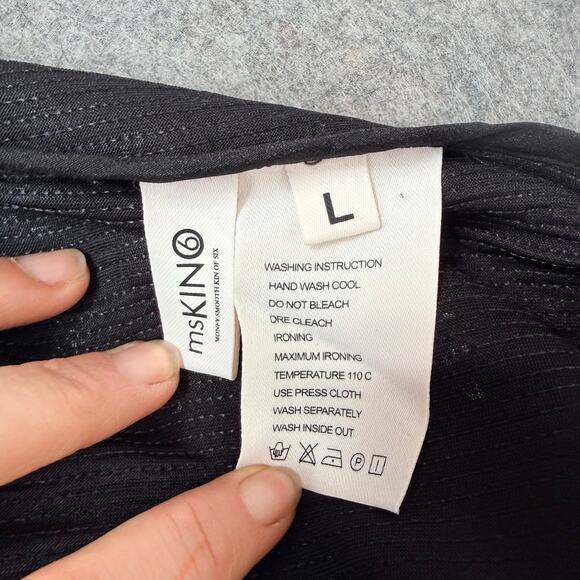 msKIN6
MONEY SMOOTH KIN OF SIX
L
WASHING INSTRUCTION
HAND WASH COOL
DO NOT BLEACH
DRE CLEACH
IRONING
MAXIMUM IRONING
TEMPERATURE 110 C
USE PRESS CLOTH
WASH SEPARATELY
WASH INSIDE OUT
P